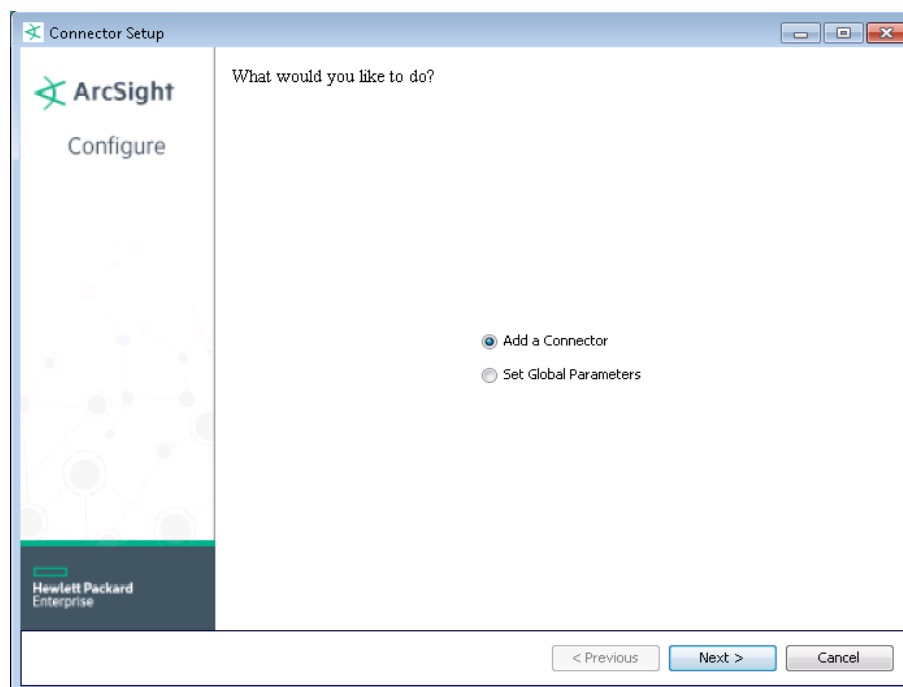 Connector Setup
ArcSight
Configure
What would you like to do?
Add a Connector
Set Global Parameters
Hewlett Packard
Enterprise
< Previous
Next >
Cancel